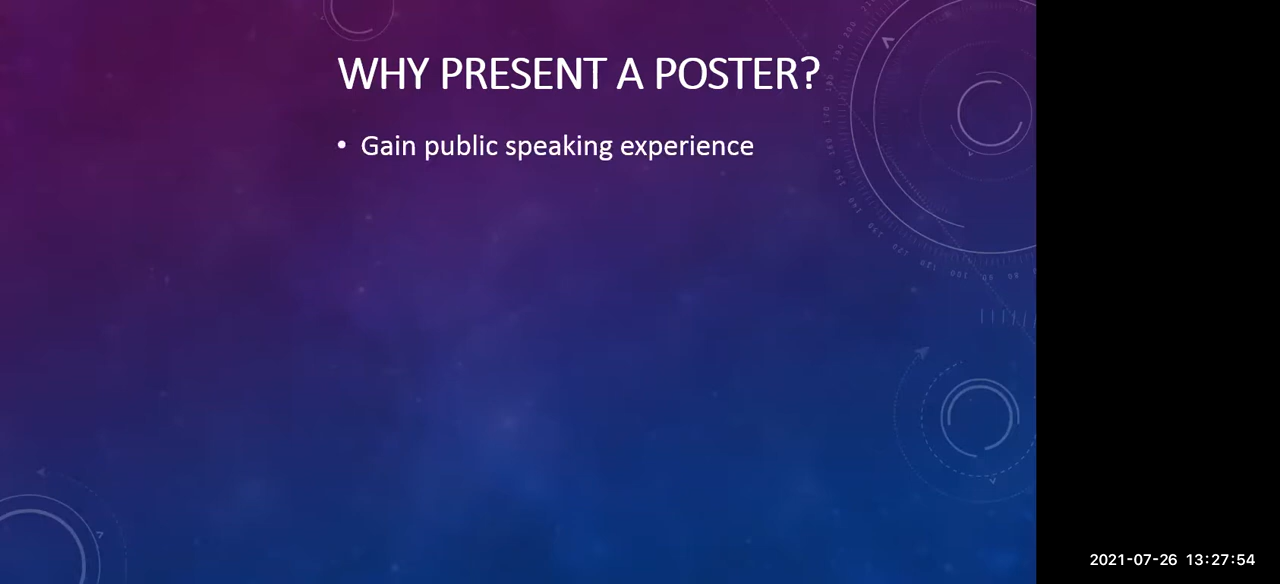 WHY PRESENT A POSTER?
• Gain public speaking experience
2021-07-26 13:27:54